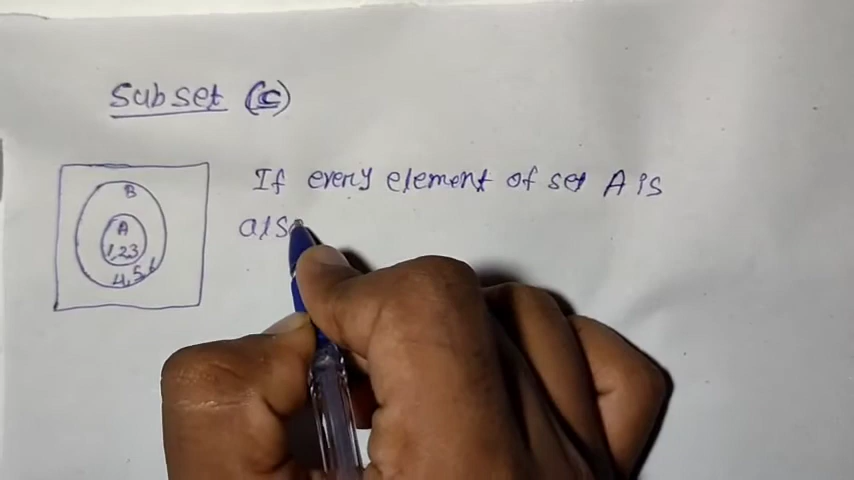 Subset (⊂)
If every element of set A is
also
B
A
1,2,3
4,5,6